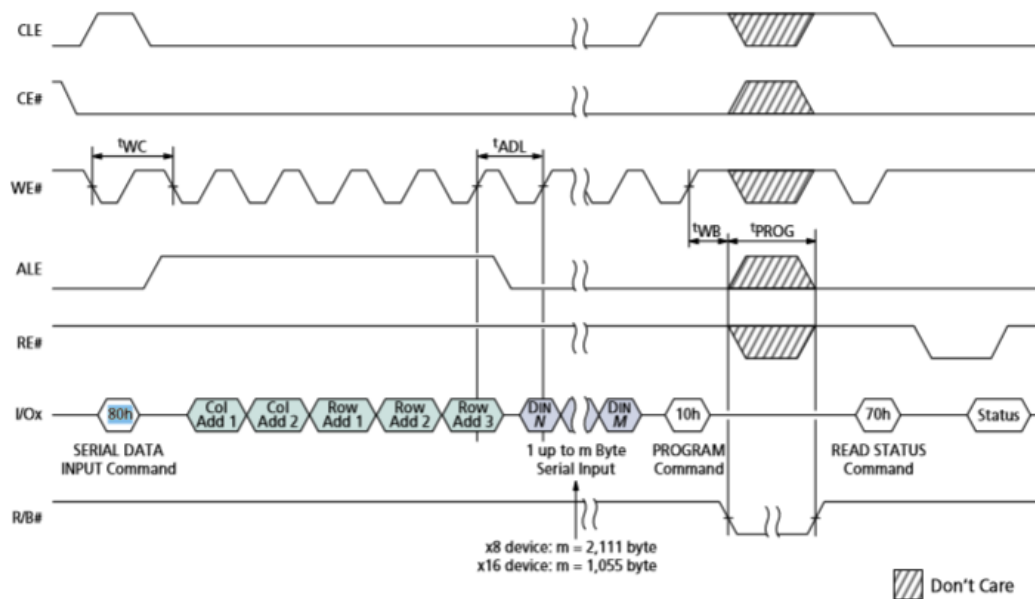 CLE
CE#
tWC
tADL
WE#
tWB
tPROG
ALE
RE#
I/Ox
80h
Col Add 1
Col Add 2
Row Add 1
Row Add 2
Row Add 3
DIN N
DIN M
10h
70h
Status
SERIAL DATA
INPUT Command
1 up to m Byte
Serial Input
PROGRAM
Command
READ STATUS
Command
R/B#
x8 device: m = 2,111 byte
x16 device: m = 1,055 byte
Don't Care